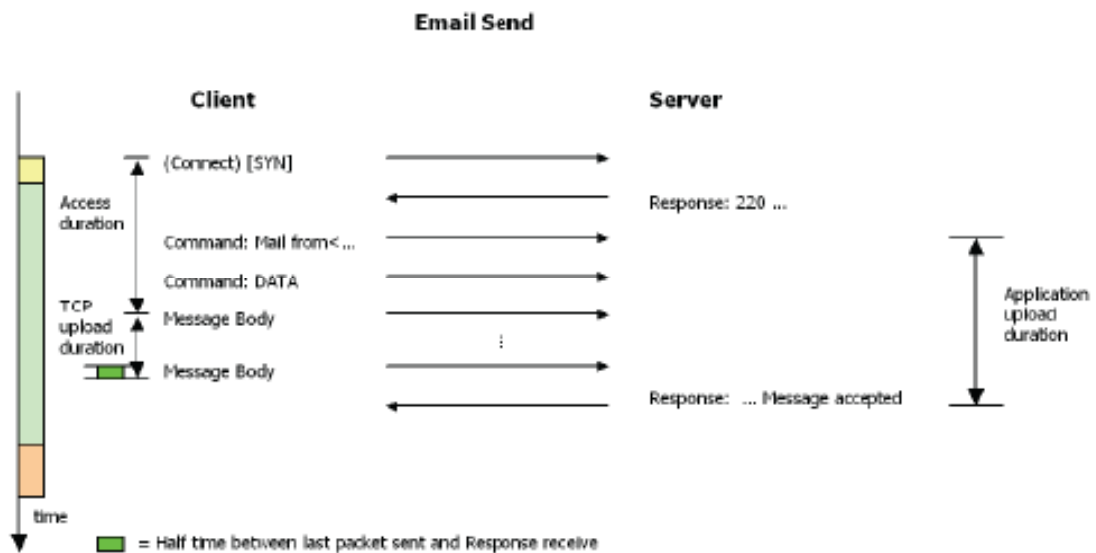 Email Send
Client
Server
(Connect) [SYN]
Access
duration
Response: 220 ...
Command: Mail from<...
Command: DATA
TCP
upload
duration
Message Body
Application
upload
duration
⋮
Message Body
Response: ... Message accepted
time
= Half time between last packet sent and Response receive